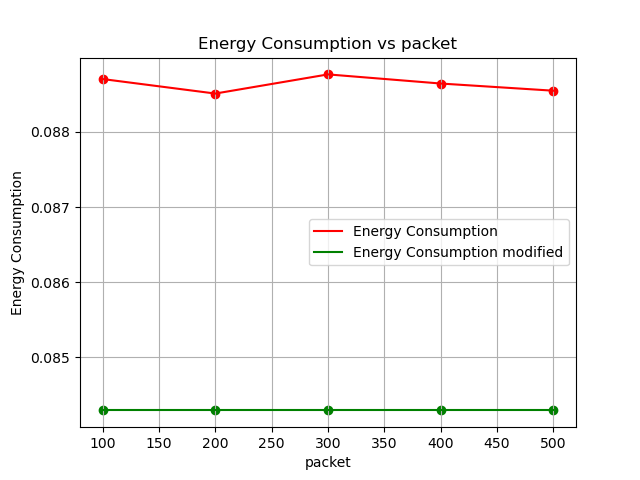 Energy Consumption vs packet
Energy Consumption
0.088
0.087
0.086
0.085
Energy Consumption
Energy Consumption modified
100 150 200 250 300 350 400 450 500
packet